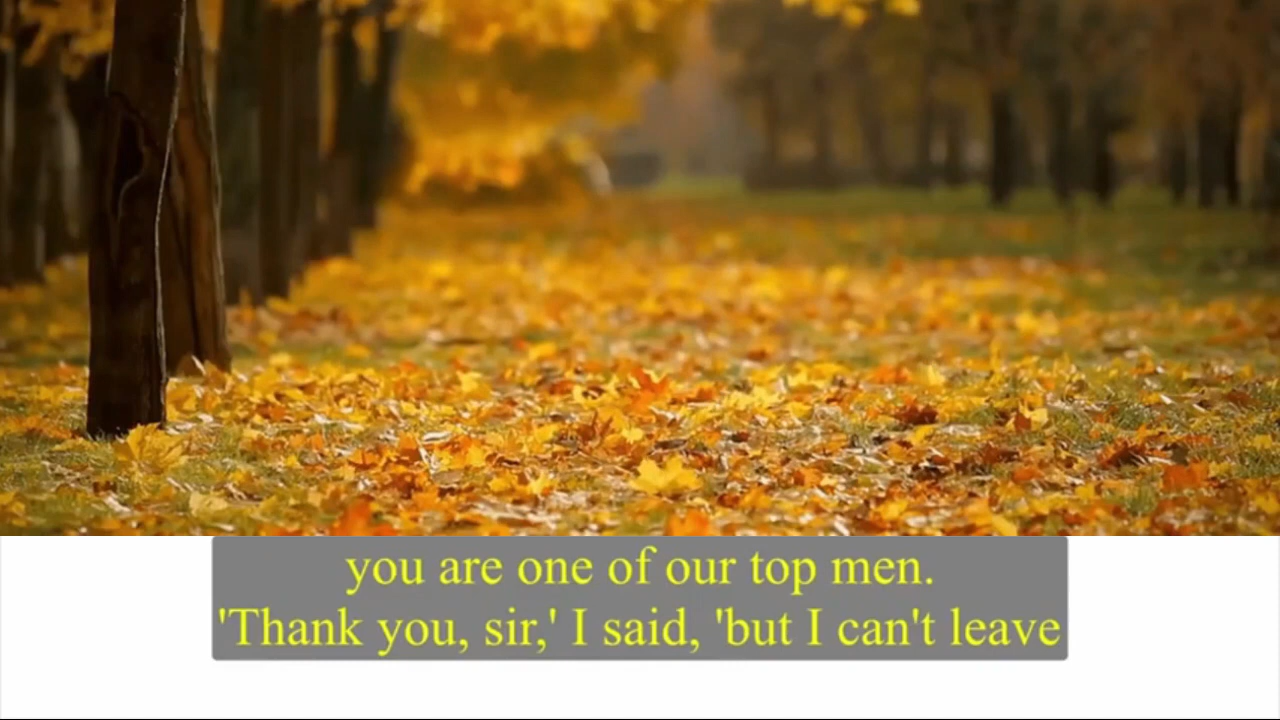 you are one of our top men.
'Thank you, sir,' I said, 'but I can't leave